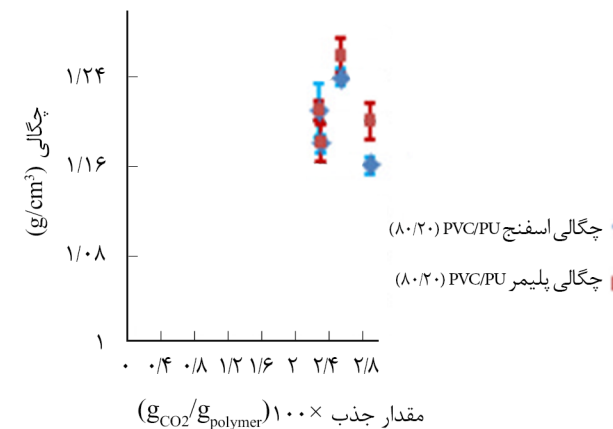 ۱/۲۴
۱/۱۶
۱/۰۸
۱
۰ ۰/۴ ۰/۸ ۱/۲ ۱/۶ ۲ ۲/۴ ۲/۸
چگالی (g/cm³)
مقدار جذب ×۱۰۰(gCO2/gpolymer)
چگالی اسفنج PVC/PU (۸۰/۲۰)
چگالی پلیمر PVC/PU (۸۰/۲۰)